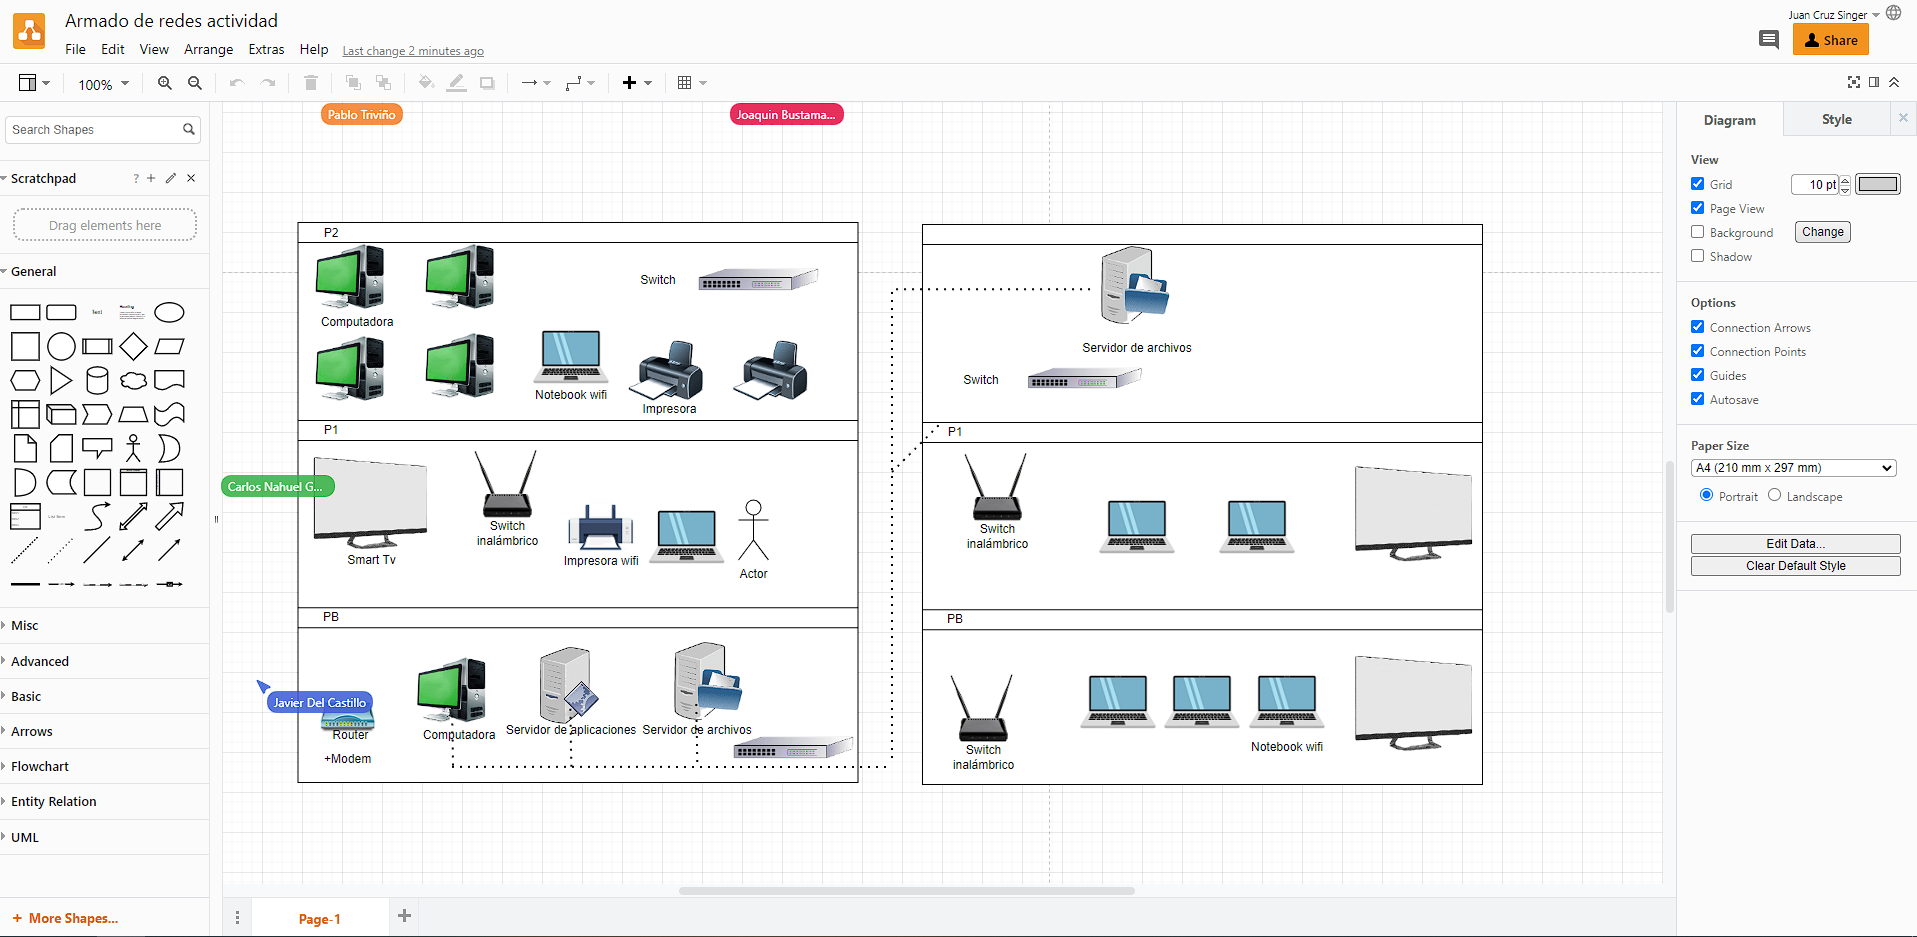 Armado de redes actividad
File Edit View Arrange Extras Help Last change 2 minutes ago
Juan Cruz Singer
Share
100%
Pablo Triviño
Joaquin Bustama...
Search Shapes
Scratchpad
?
Drag elements here
General
Text
Heading
Misc
Advanced
Basic
Arrows
Flowchart
Entity Relation
UML
+ More Shapes...
P2
Switch
Computadora
Notebook wifi
Impresora
P1
Carlos Nahuel G...
Switch
inalámbrico
Smart Tv
Impresora wifi
Actor
PB
Javier Del Castillo
Router
+Modem
Computadora
Servidor de aplicaciones
Servidor de archivos
Servidor de archivos
Switch
P1
Switch
inalámbrico
PB
Switch
inalámbrico
Notebook wifi
Page-1
Diagram
Style
View
Grid
10 pt
Page View
Background
Change
Shadow
Options
Connection Arrows
Connection Points
Guides
Autosave
Paper Size
A4 (210 mm x 297 mm)
Portrait
Landscape
Edit Data...
Clear Default Style